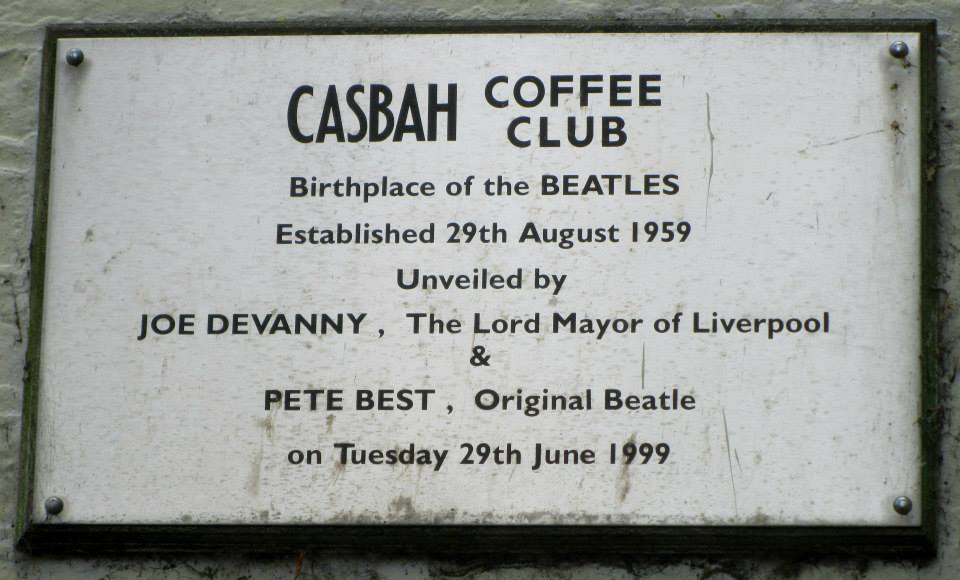 CASBAH COFFEE CLUB
Birthplace of the BEATLES
Established 29th August 1959
Unveiled by
JOE DEVANNY , The Lord Mayor of Liverpool
&
PETE BEST , Original Beatle
on Tuesday 29th June 1999